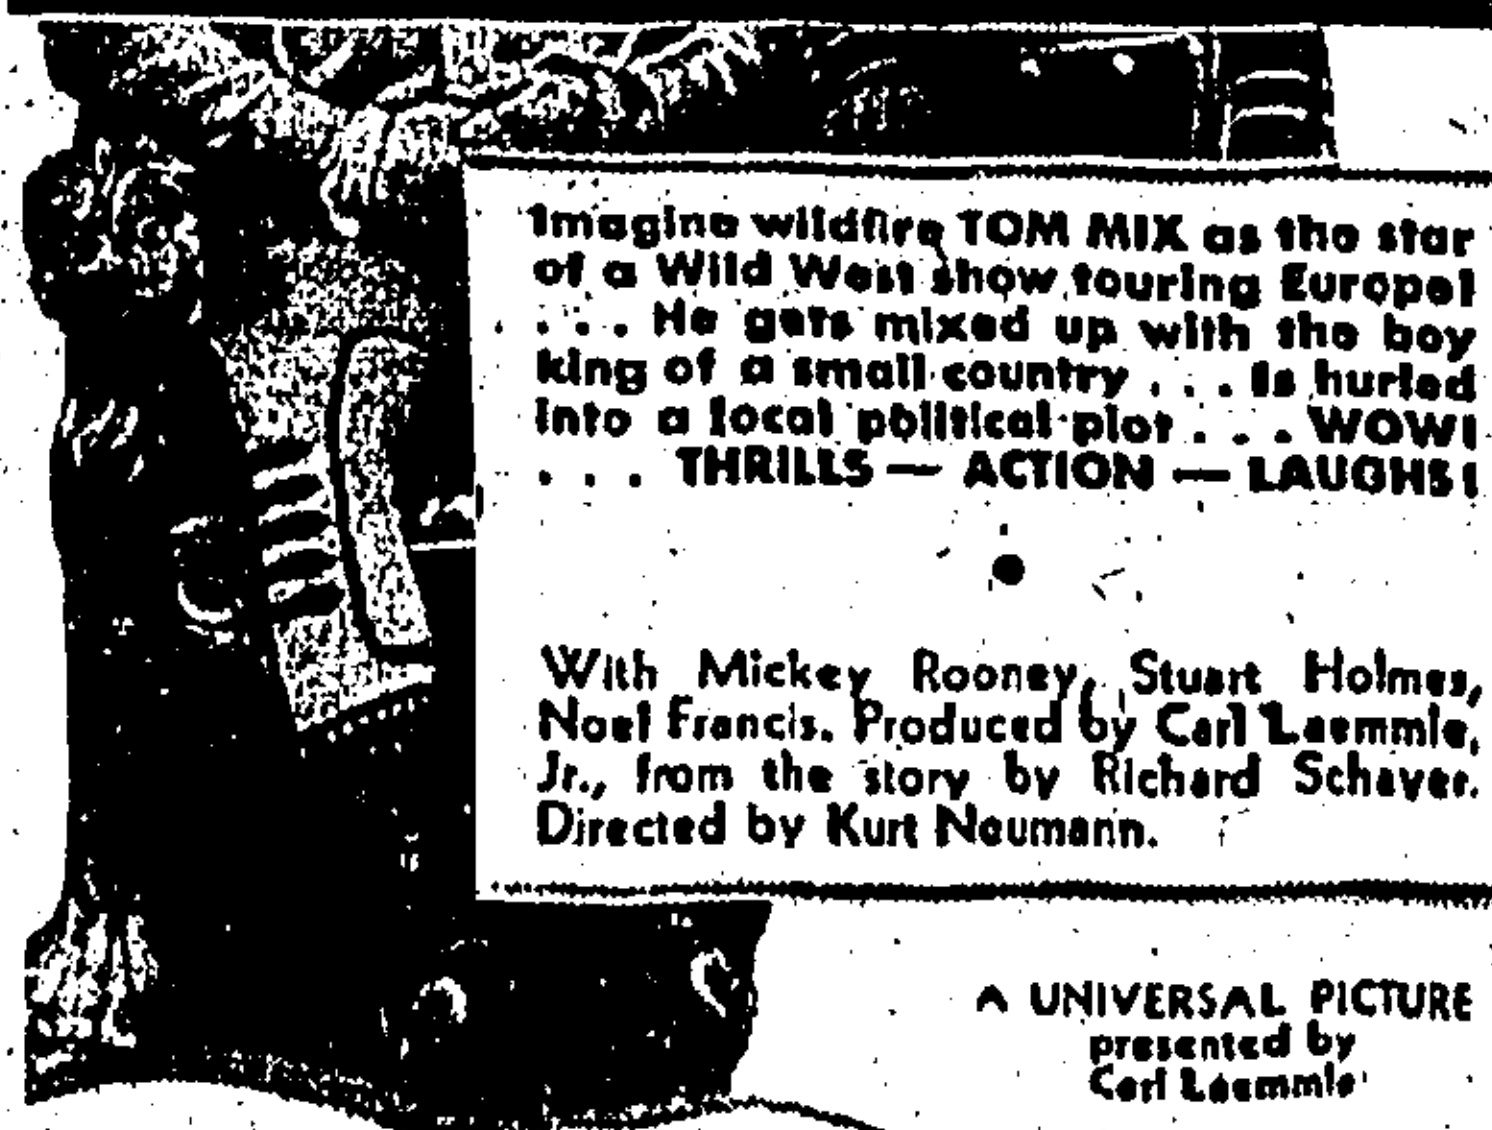 Imagine wildfire TOM MIX as the star
of a Wild West show touring Europe!
. . . . He gets mixed up with the boy
king of a small country . . . Is hurled
into a local political plot . . . WOW!
. . . THRILLS — ACTION — LAUGHS!
With Mickey Rooney, Stuart Holmes,
Noel Francis. Produced by Carl Laemmle,
Jr., from the story by Richard Schayer.
Directed by Kurt Neumann.
A UNIVERSAL PICTURE
presented by
Carl Laemmle